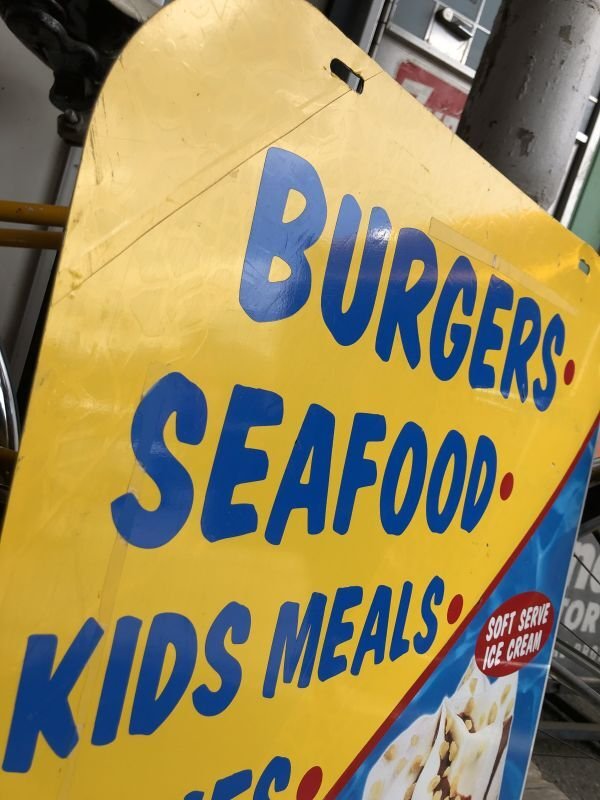 BURGERS•
SEAFOOD•
KIDS MEALS•
SOFT SERVE
ICE CREAM